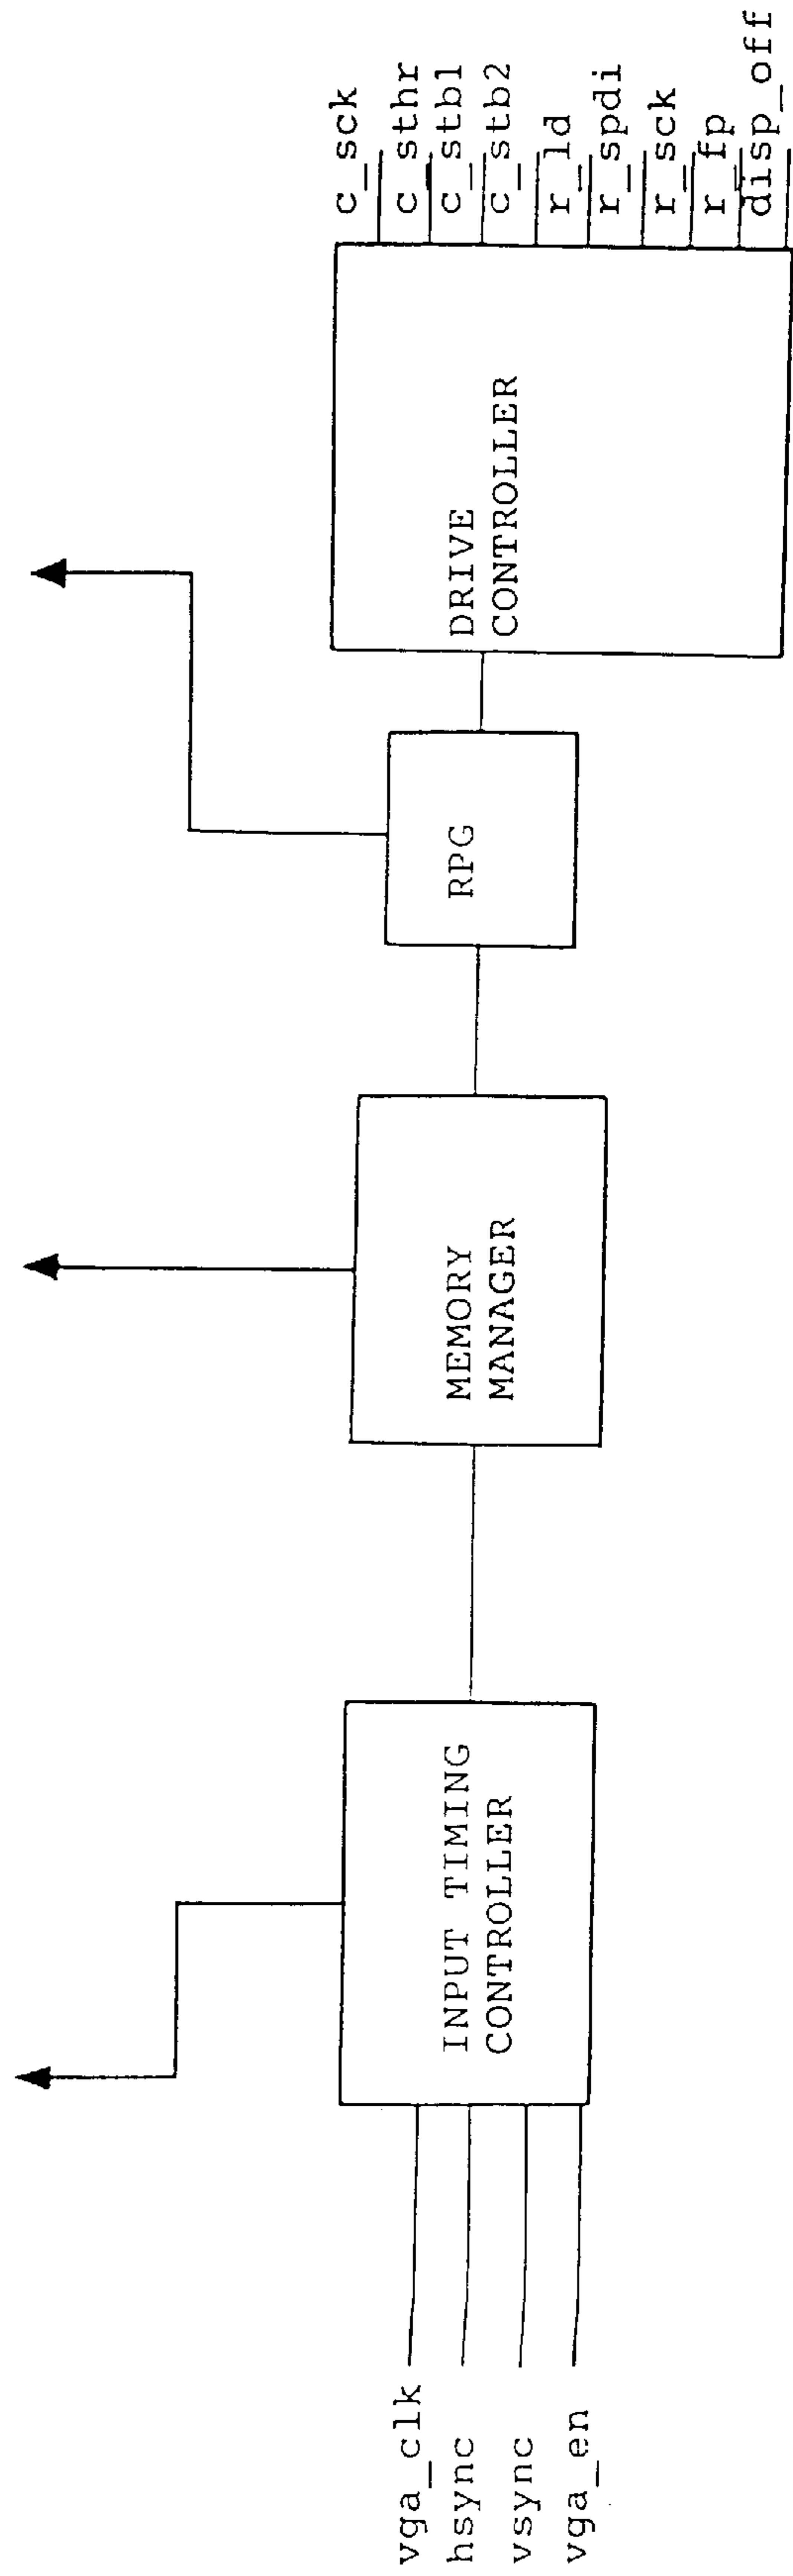 vga_clk
hsync
vsync
vga_en
INPUT TIMING
CONTROLLER
MEMORY
MANAGER
RPG
DRIVE
CONTROLLER
c_sck
c_sthr
c_stb1
c_stb2
r_ld
r_spdi
r_sck
r_fp
disp_off